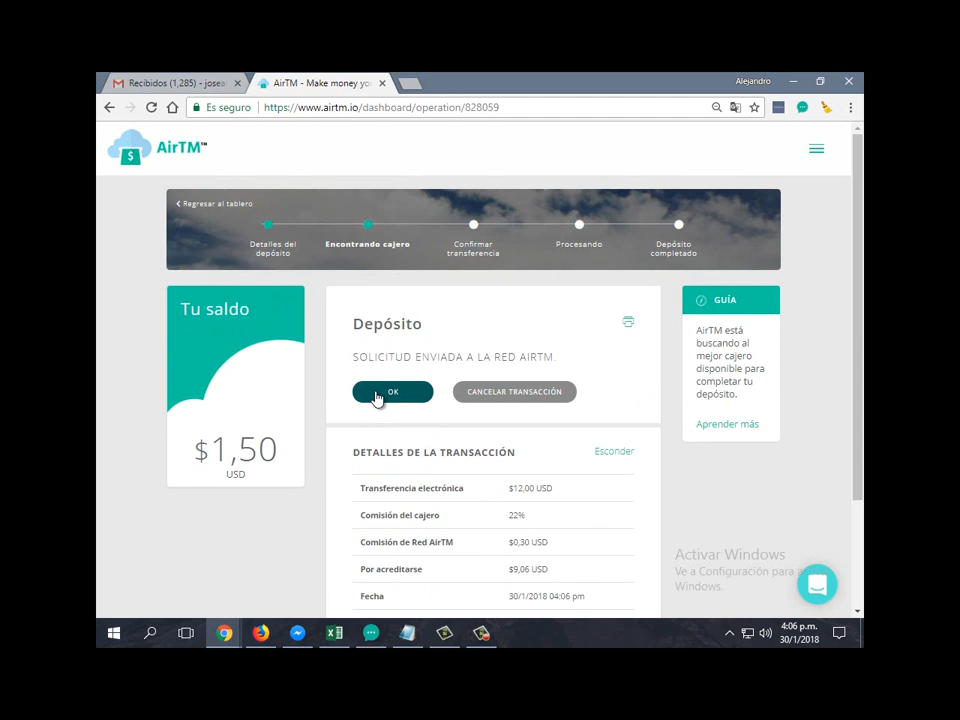 Recibidos (1,285) - josea
AirTM - Make money yo
Alejandro
Es seguro
https://www.airtm.io/dashboard/operation/828059
$
AirTM™
Regresar al tablero
Detalles del depósito
Encontrando cajero
Confirmar transferencia
Procesando
Depósito completado
Tu saldo
$1,50
USD
Depósito
SOLICITUD ENVIADA A LA RED AIRTM.
OK
CANCELAR TRANSACCIÓN
DETALLES DE LA TRANSACCIÓN
Esconder
Transferencia electrónica $12,00 USD
Comisión del cajero 22%
Comisión de Red AirTM $0,30 USD
Por acreditarse $9,06 USD
Fecha 30/1/2018 04:06 pm
GUÍA
AirTM está
buscando al
mejor cajero
disponible para
completar tu
depósito.
Aprender más
Activar Windows
Ve a Configuración para a
Windows.
4:06 p.m.
30/1/2018